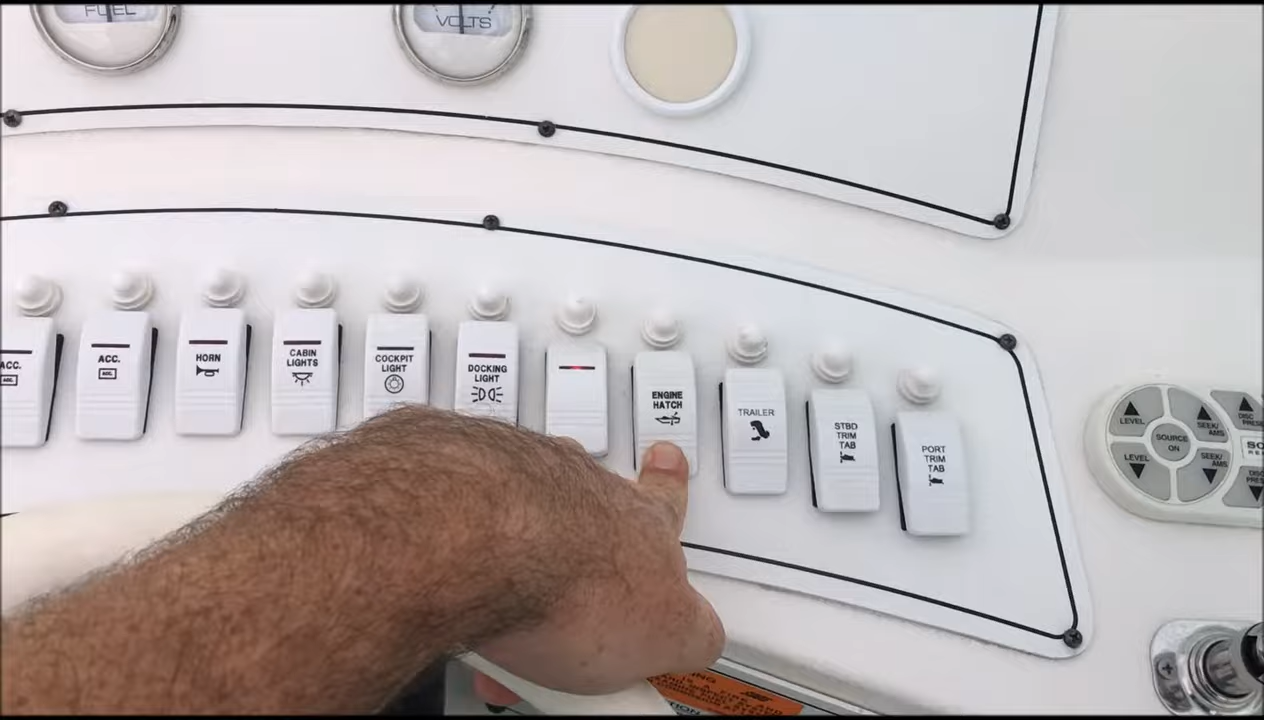 FUEL
VOLTS
ACC.
ACC.
HORN
CABIN
LIGHTS
COCKPIT
LIGHT
DOCKING
LIGHT
ENGINE
HATCH
TRAILER
STBD
TRIM
TAB
PORT
TRIM
TAB
LEVEL
SEEK/
AMS
SOURCE
ON
LEVEL
SEEK/
AMS